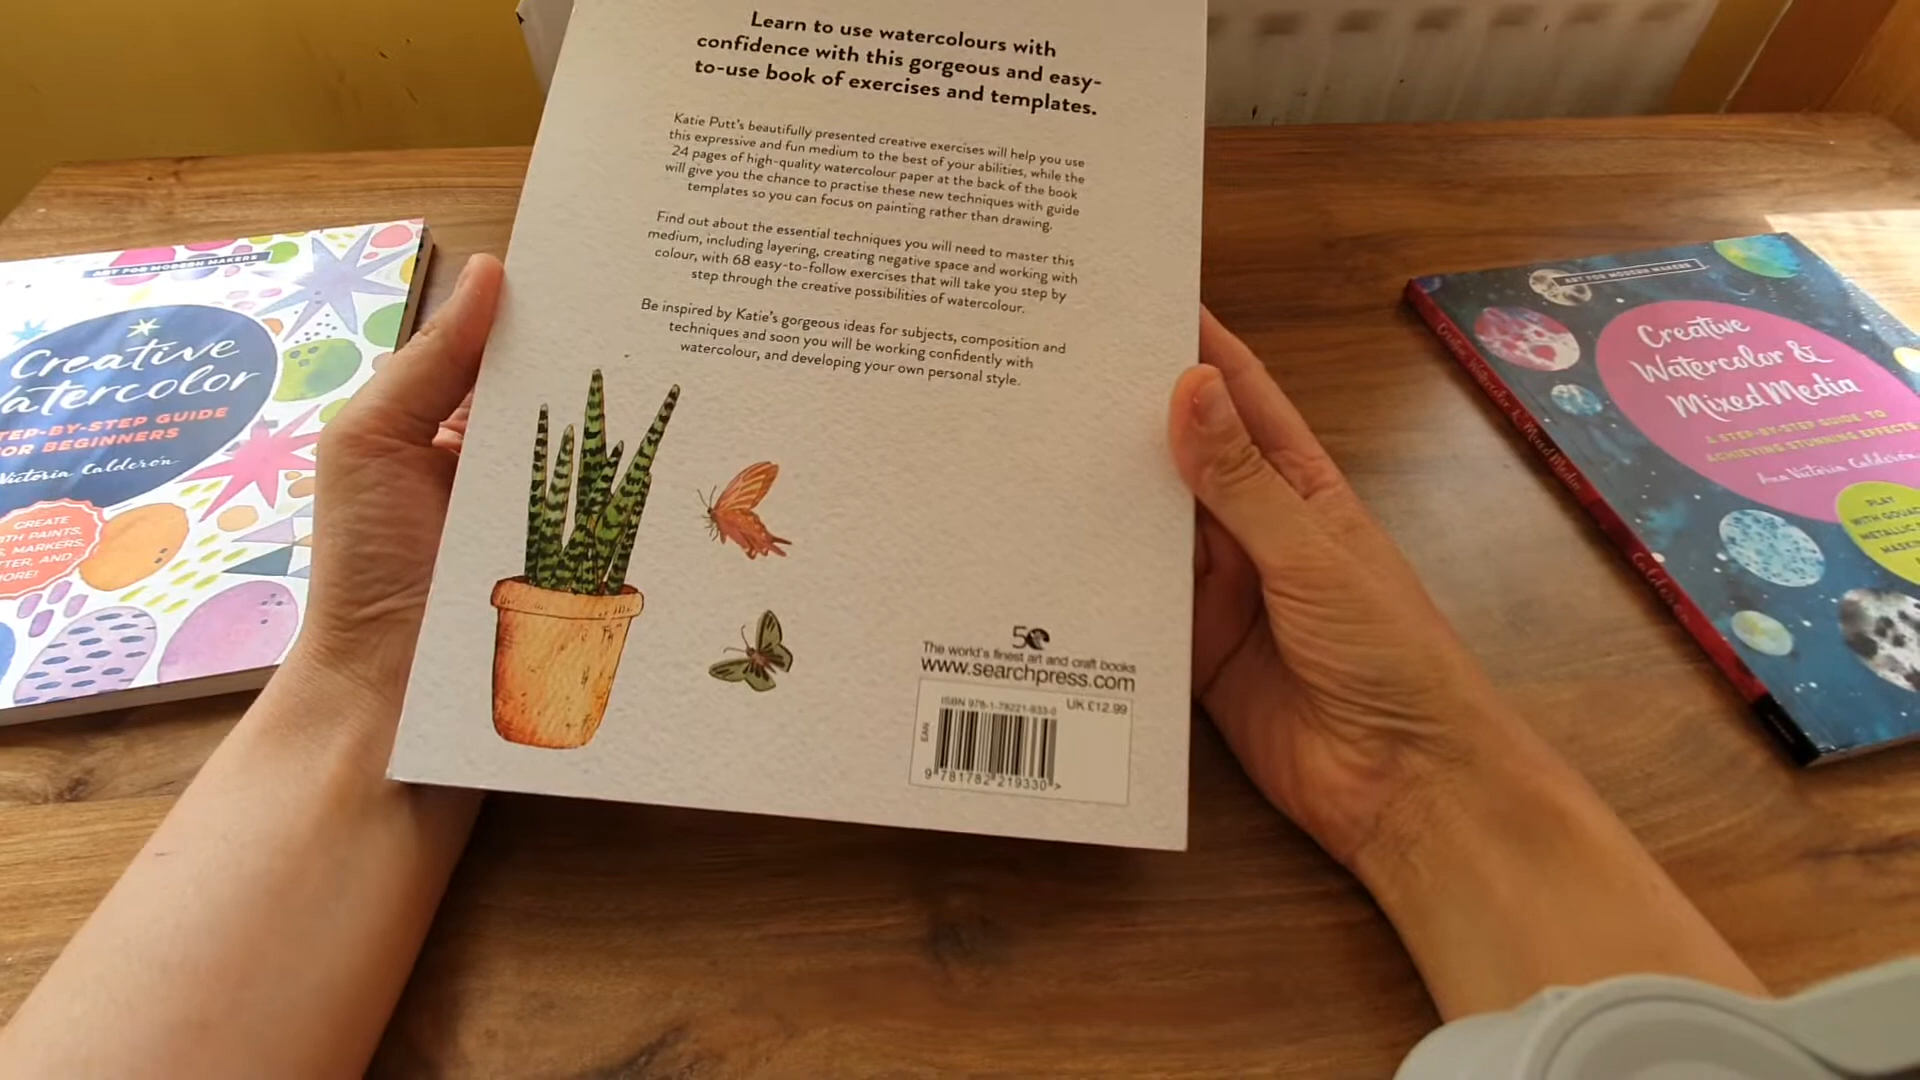 Learn to use watercolours with
confidence with this gorgeous and easy-
to-use book of exercises and templates.
Katie Putt's beautifully presented creative exercises will help you use
this expressive and fun medium to the best of your abilities, while the
24 pages of high-quality watercolour paper at the back of the book
will give you the chance to practise these new techniques with guide
templates so you can focus on painting rather than drawing.
Find out about the essential techniques you will need to master this
medium, including layering, creating negative space and working with
colour, with 68 easy-to-follow exercises that will take you step by
step through the creative possibilities of watercolour.
Be inspired by Katie's gorgeous ideas for subjects, composition and
techniques and soon you will be working confidently with
watercolour, and developing your own personal style.
50
The world's finest art and craft books
www.searchpress.com
ISBN 978-1-78221-933-0
UK £12.99
EAN
9 781782 219330 >
ART FOR MODERN MAKERS
Creative
Watercolor
STEP-BY-STEP GUIDE
FOR BEGINNERS
Victoria Calderón
CREATE
WITH PAINTS,
MARKERS,
AND
MORE!
ART FOR MODERN MAKERS
Creative
Watercolor &
Mixed Media
A STEP-BY-STEP GUIDE TO
ACHIEVING STUNNING EFFECTS
Ana Victoria Calderón
PLAY
WITH
METALLIC
Creative Watercolor & Mixed Media
Calderón